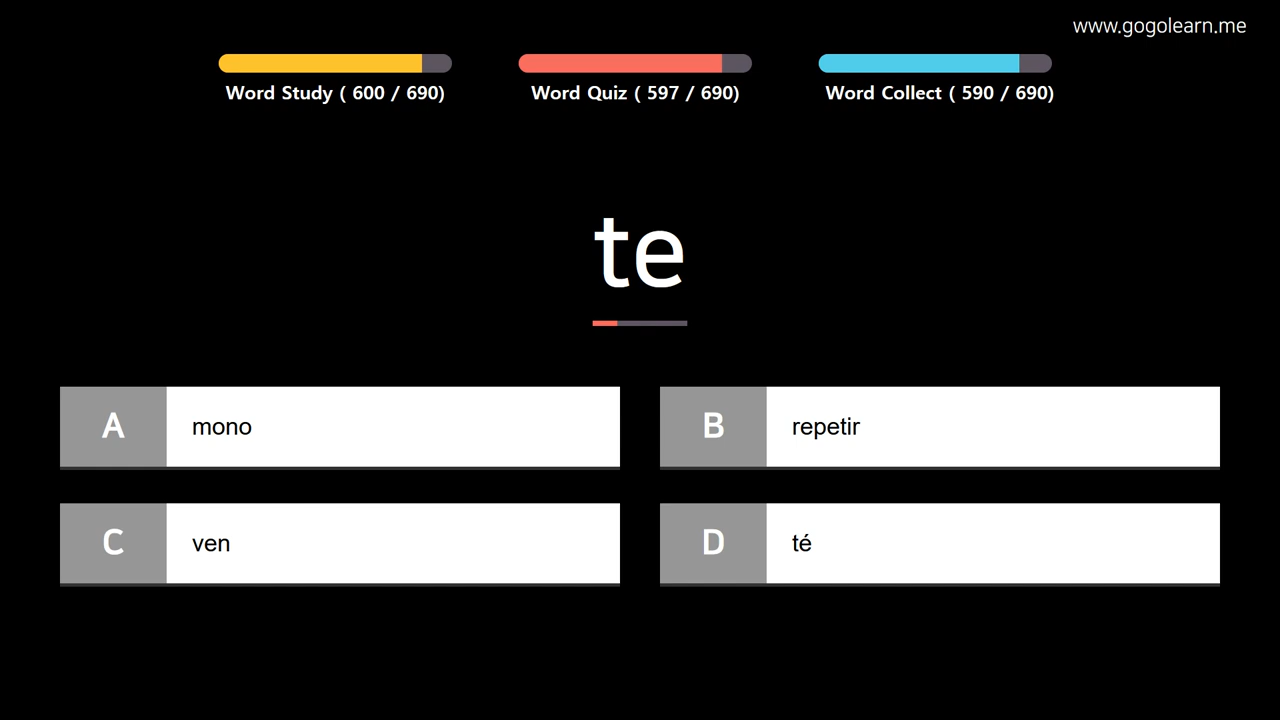 www.gogolearn.me
Word Study ( 600 / 690)
Word Quiz ( 597 / 690)
Word Collect ( 590 / 690)
te
A mono
B repetir
C ven
D té